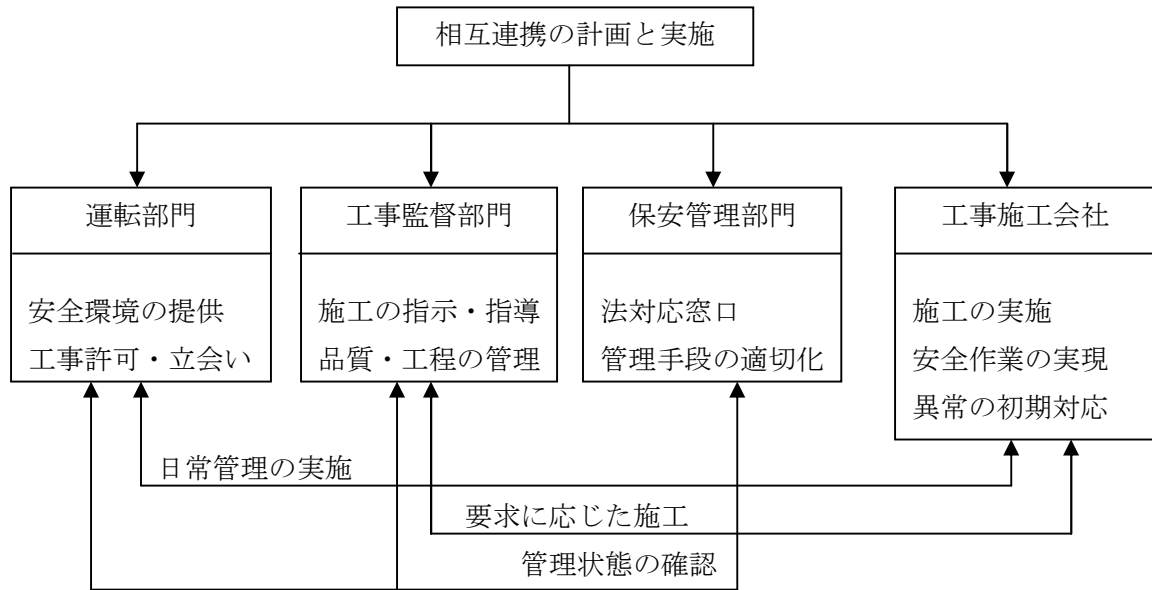 相互連携の計画と実施
運転部門
安全環境の提供
工事許可・立会い
工事監督部門
施工の指示・指導
品質・工程の管理
保安管理部門
法対応窓口
管理手段の適切化
工事施工会社
施工の実施
安全作業の実現
異常の初期対応
日常管理の実施
要求に応じた施工
管理状態の確認